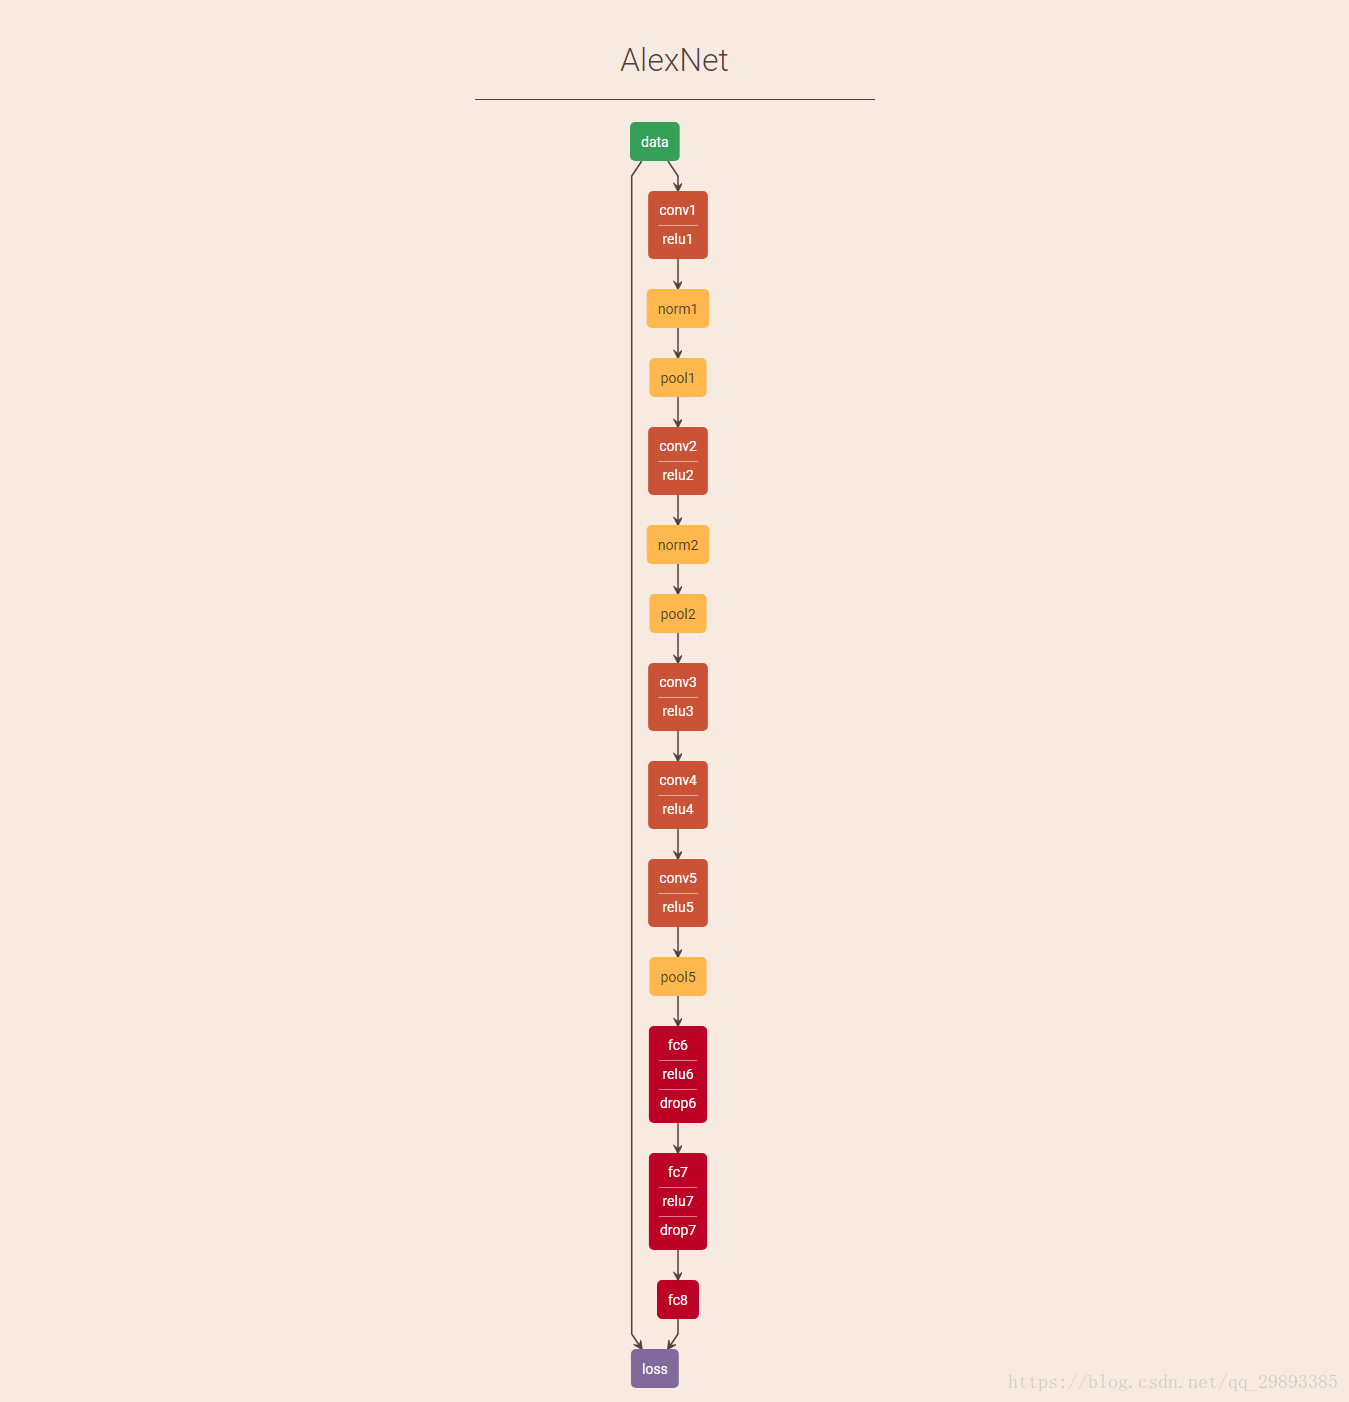 AlexNet
data
conv1
relu1
norm1
pool1
conv2
relu2
norm2
pool2
conv3
relu3
conv4
relu4
conv5
relu5
pool5
fc6
relu6
drop6
fc7
relu7
drop7
fc8
loss
https://blog.csdn.net/qq_29893385